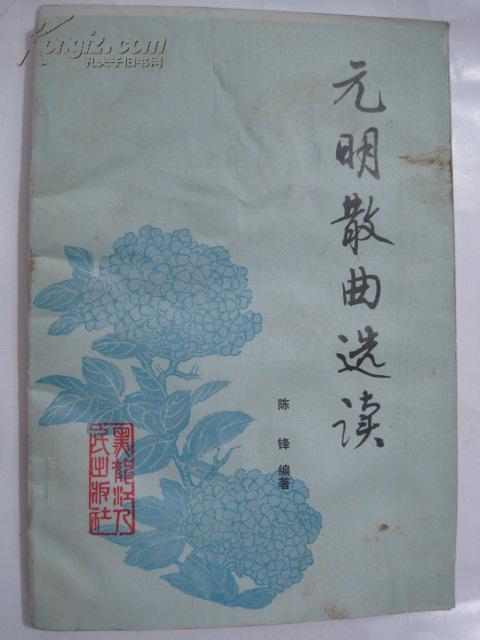 Kongfz.com
孔夫子旧书网
元明散曲选读
陈锋编著
黑龙江人
民出版社